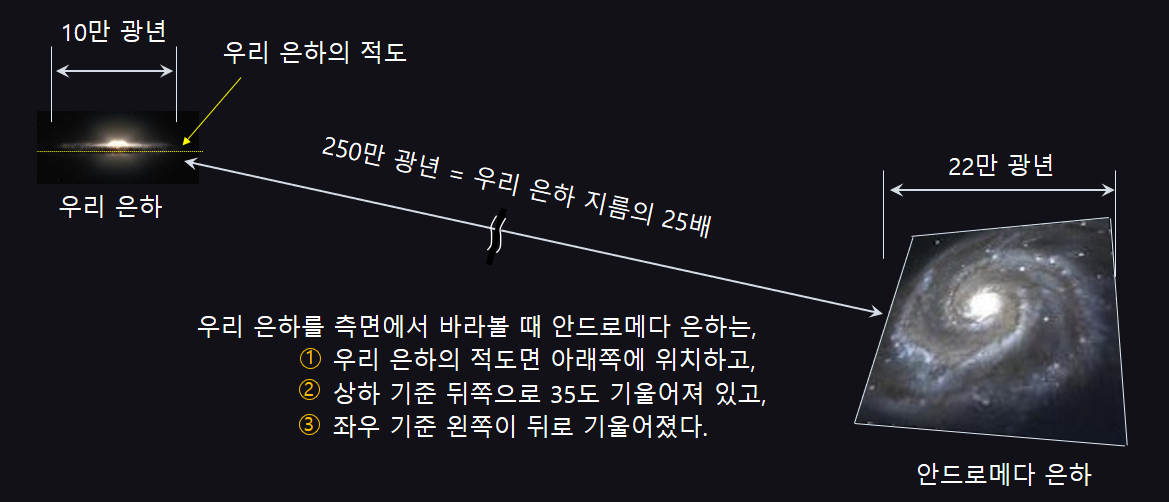 10만 광년
우리 은하의 적도
우리 은하
250만 광년 = 우리 은하 지름의 25배
22만 광년
우리 은하를 측면에서 바라볼 때 안드로메다 은하는,
① 우리 은하의 적도면 아래쪽에 위치하고,
② 상하 기준 뒤쪽으로 35도 기울어져 있고,
③ 좌우 기준 왼쪽이 뒤로 기울어졌다.
안드로메다 은하